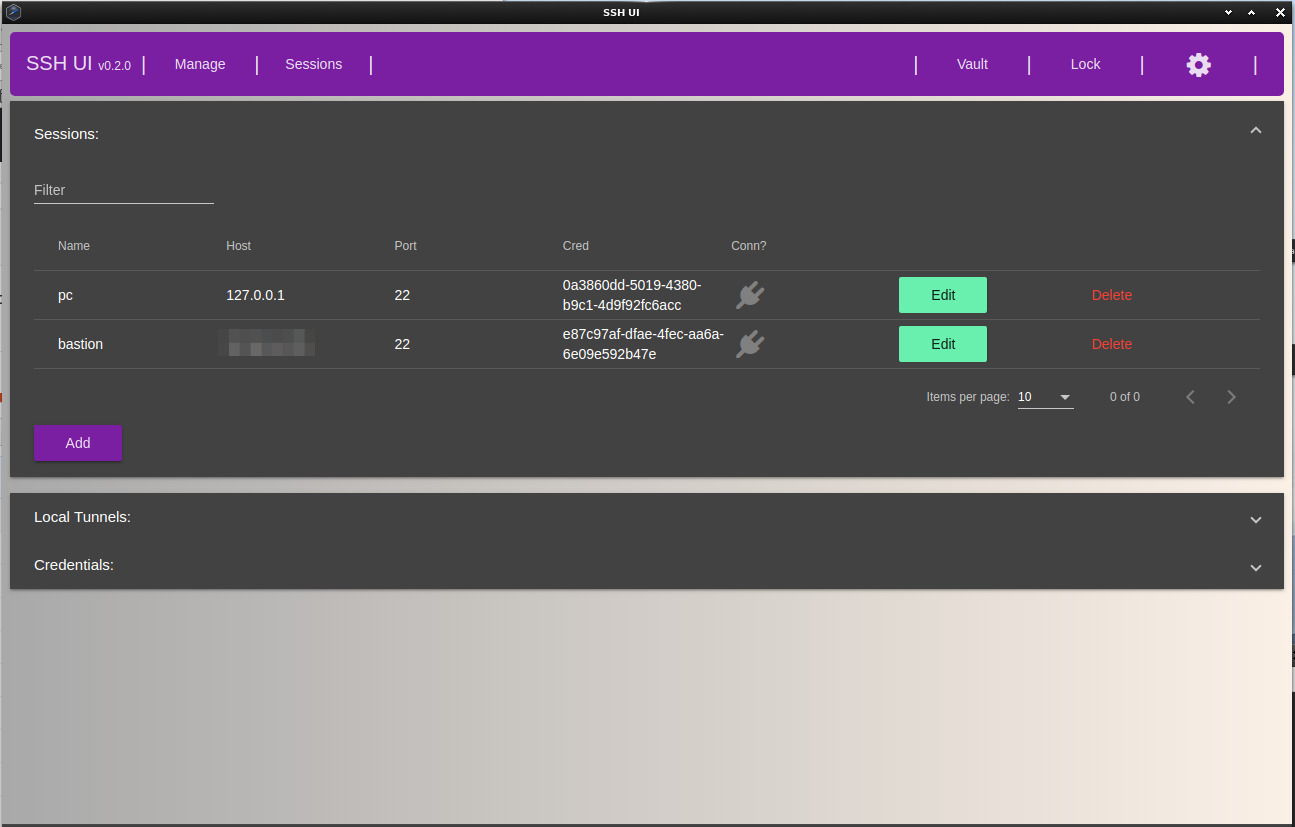 SSH UI
SSH UI v0.2.0 | Manage | Sessions | | Vault | Lock | |
Sessions:
Filter
Name Host Port Cred Conn?
pc 127.0.0.1 22 0a3860dd-5019-4380-
b9c1-4d9f92fc6acc Edit Delete
bastion 22 e87c97af-dfae-4fec-aa6a-
6e09e592b47e Edit Delete
Items per page: 10 0 of 0
Add
Local Tunnels:
Credentials: